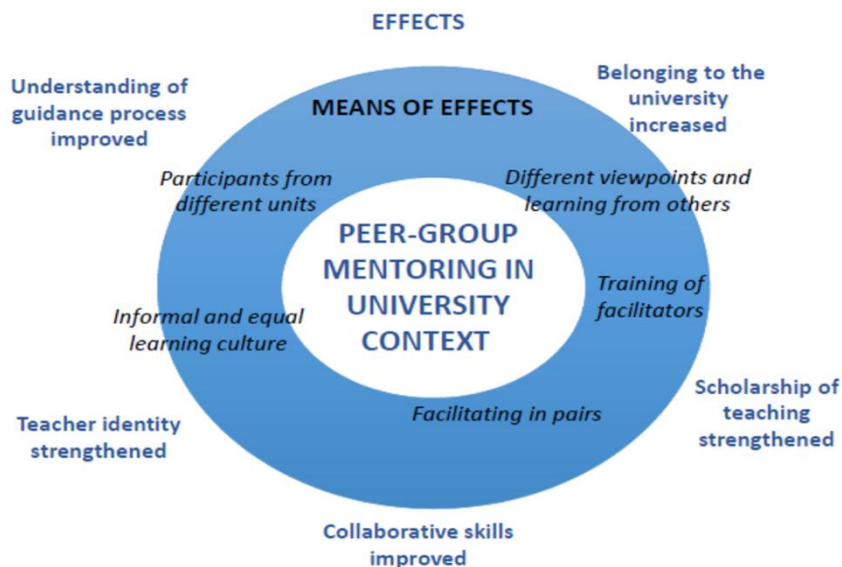 EFFECTS
Understanding of
guidance process
improved
Belonging to the
university
increased
MEANS OF EFFECTS
Participants from
different units
Different viewpoints and
learning from others
PEER-GROUP
MENTORING IN
UNIVERSITY
CONTEXT
Training of
facilitators
Informal and equal
learning culture
Facilitating in pairs
Teacher identity
strengthened
Scholarship of
teaching
strengthened
Collaborative skills
improved